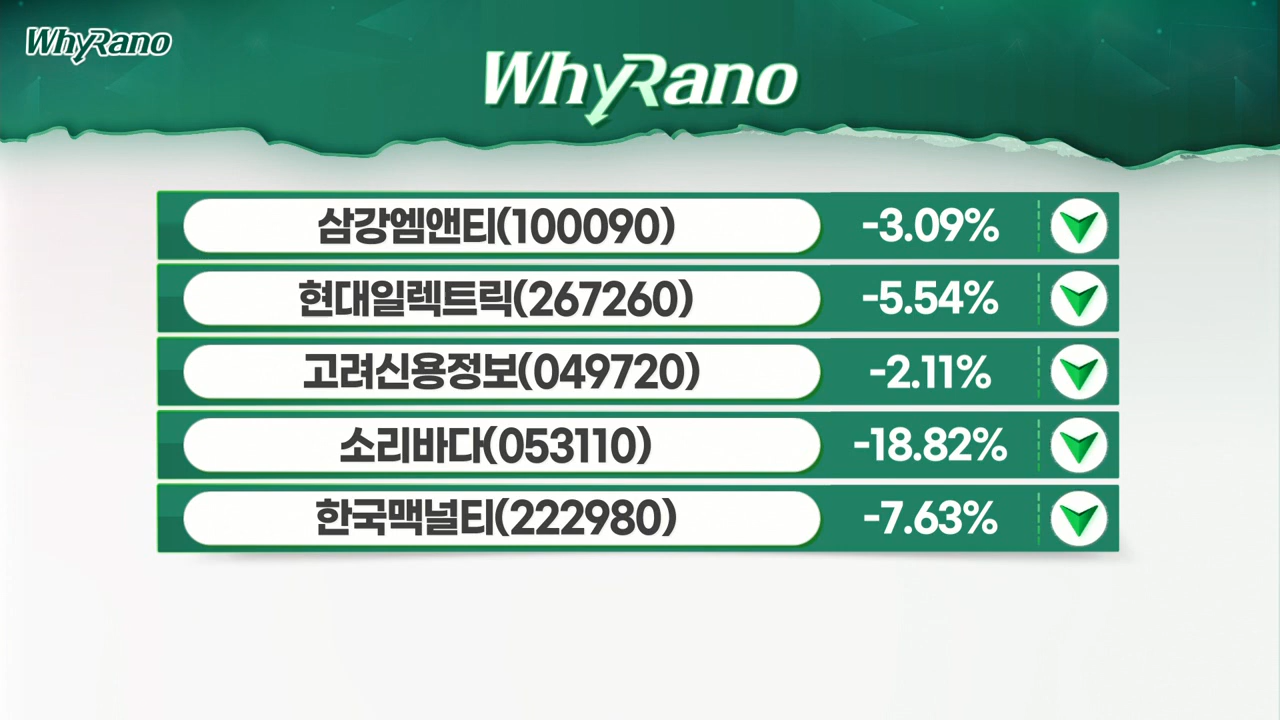 WhyRano
WhyRano
삼강엠앤티(100090) -3.09%
현대일렉트릭(267260) -5.54%
고려신용정보(049720) -2.11%
소리바다(053110) -18.82%
한국맥널티(222980) -7.63%